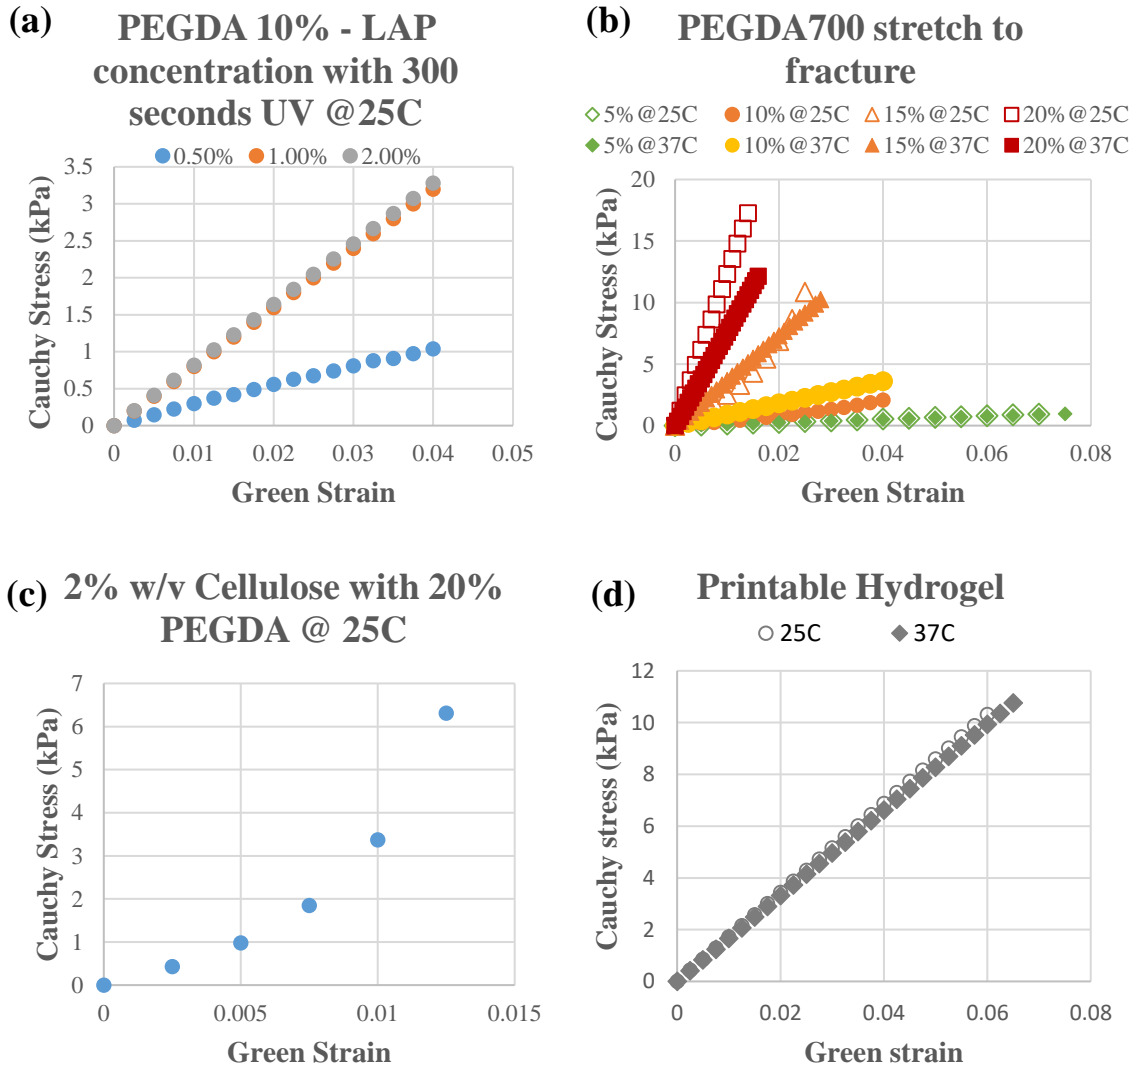 (a)
PEGDA 10% - LAP
concentration with 300
seconds UV @25C
0.50% 1.00% 2.00%
3.5
3
2.5
2
1.5
1
0.5
0
Cauchy Stress (kPa)
0 0.01 0.02 0.03 0.04 0.05
Green Strain
(b)
PEGDA700 stretch to
fracture
5%@25C 10%@25C 15%@25C 20%@25C
5%@37C 10%@37C 15%@37C 20%@37C
20
15
10
5
0
Cauchy Stress (kPa)
0 0.02 0.04 0.06 0.08
Green Strain
(c)
2% w/v Cellulose with 20%
PEGDA @ 25C
7
6
5
4
3
2
1
0
Cauchy Stress (kPa)
0 0.005 0.01 0.015
Green Strain
(d)
Printable Hydrogel
25C 37C
12
10
8
6
4
2
0
Cauchy stress (kPa)
0 0.02 0.04 0.06 0.08
Green strain